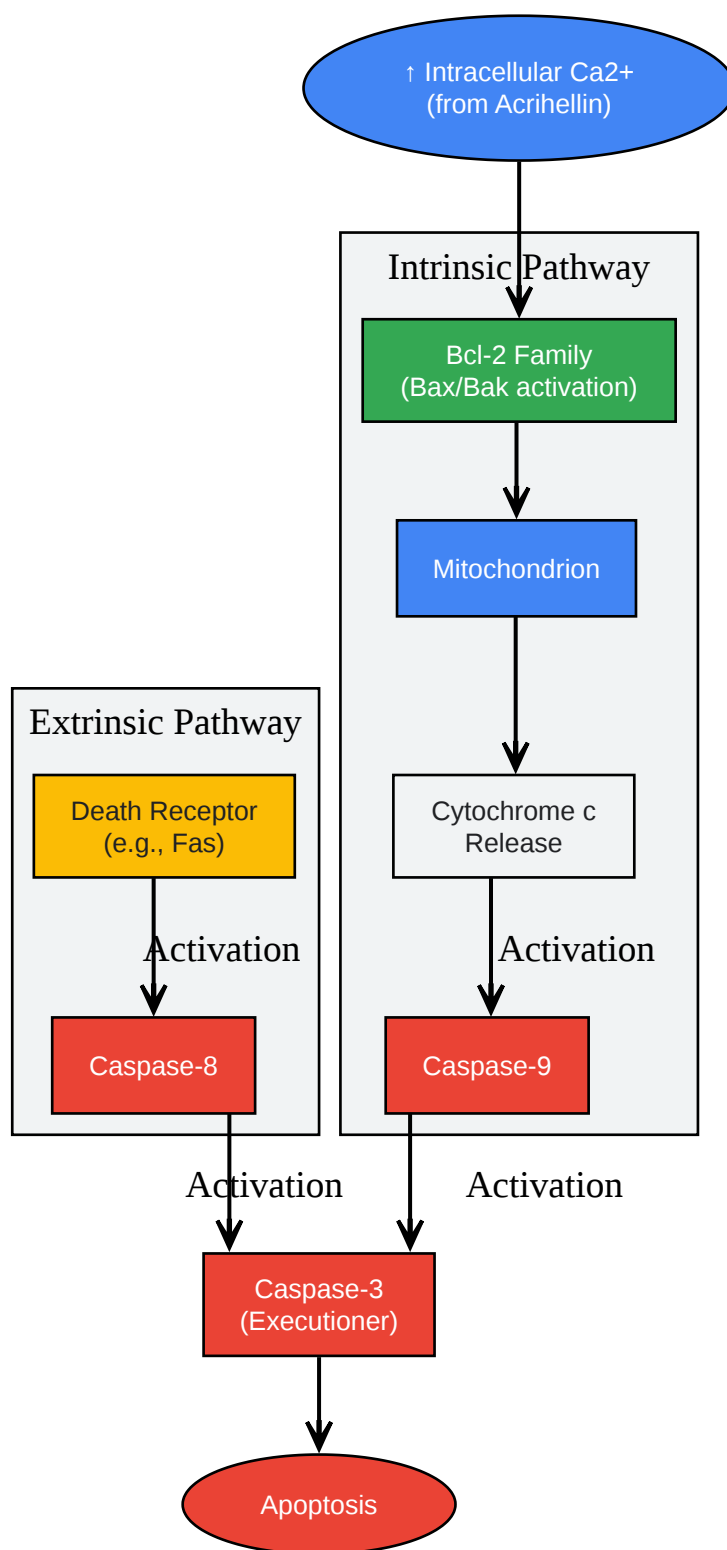 ↑ Intracellular Ca2+
(from Acrihellin)
Intrinsic Pathway
Bcl-2 Family
(Bax/Bak activation)
Mitochondrion
Extrinsic Pathway
Death Receptor
(e.g., Fas)
Cytochrome c
Release
Activation
Activation
Caspase-8
Caspase-9
Activation
Activation
Caspase-3
(Executioner)
Apoptosis